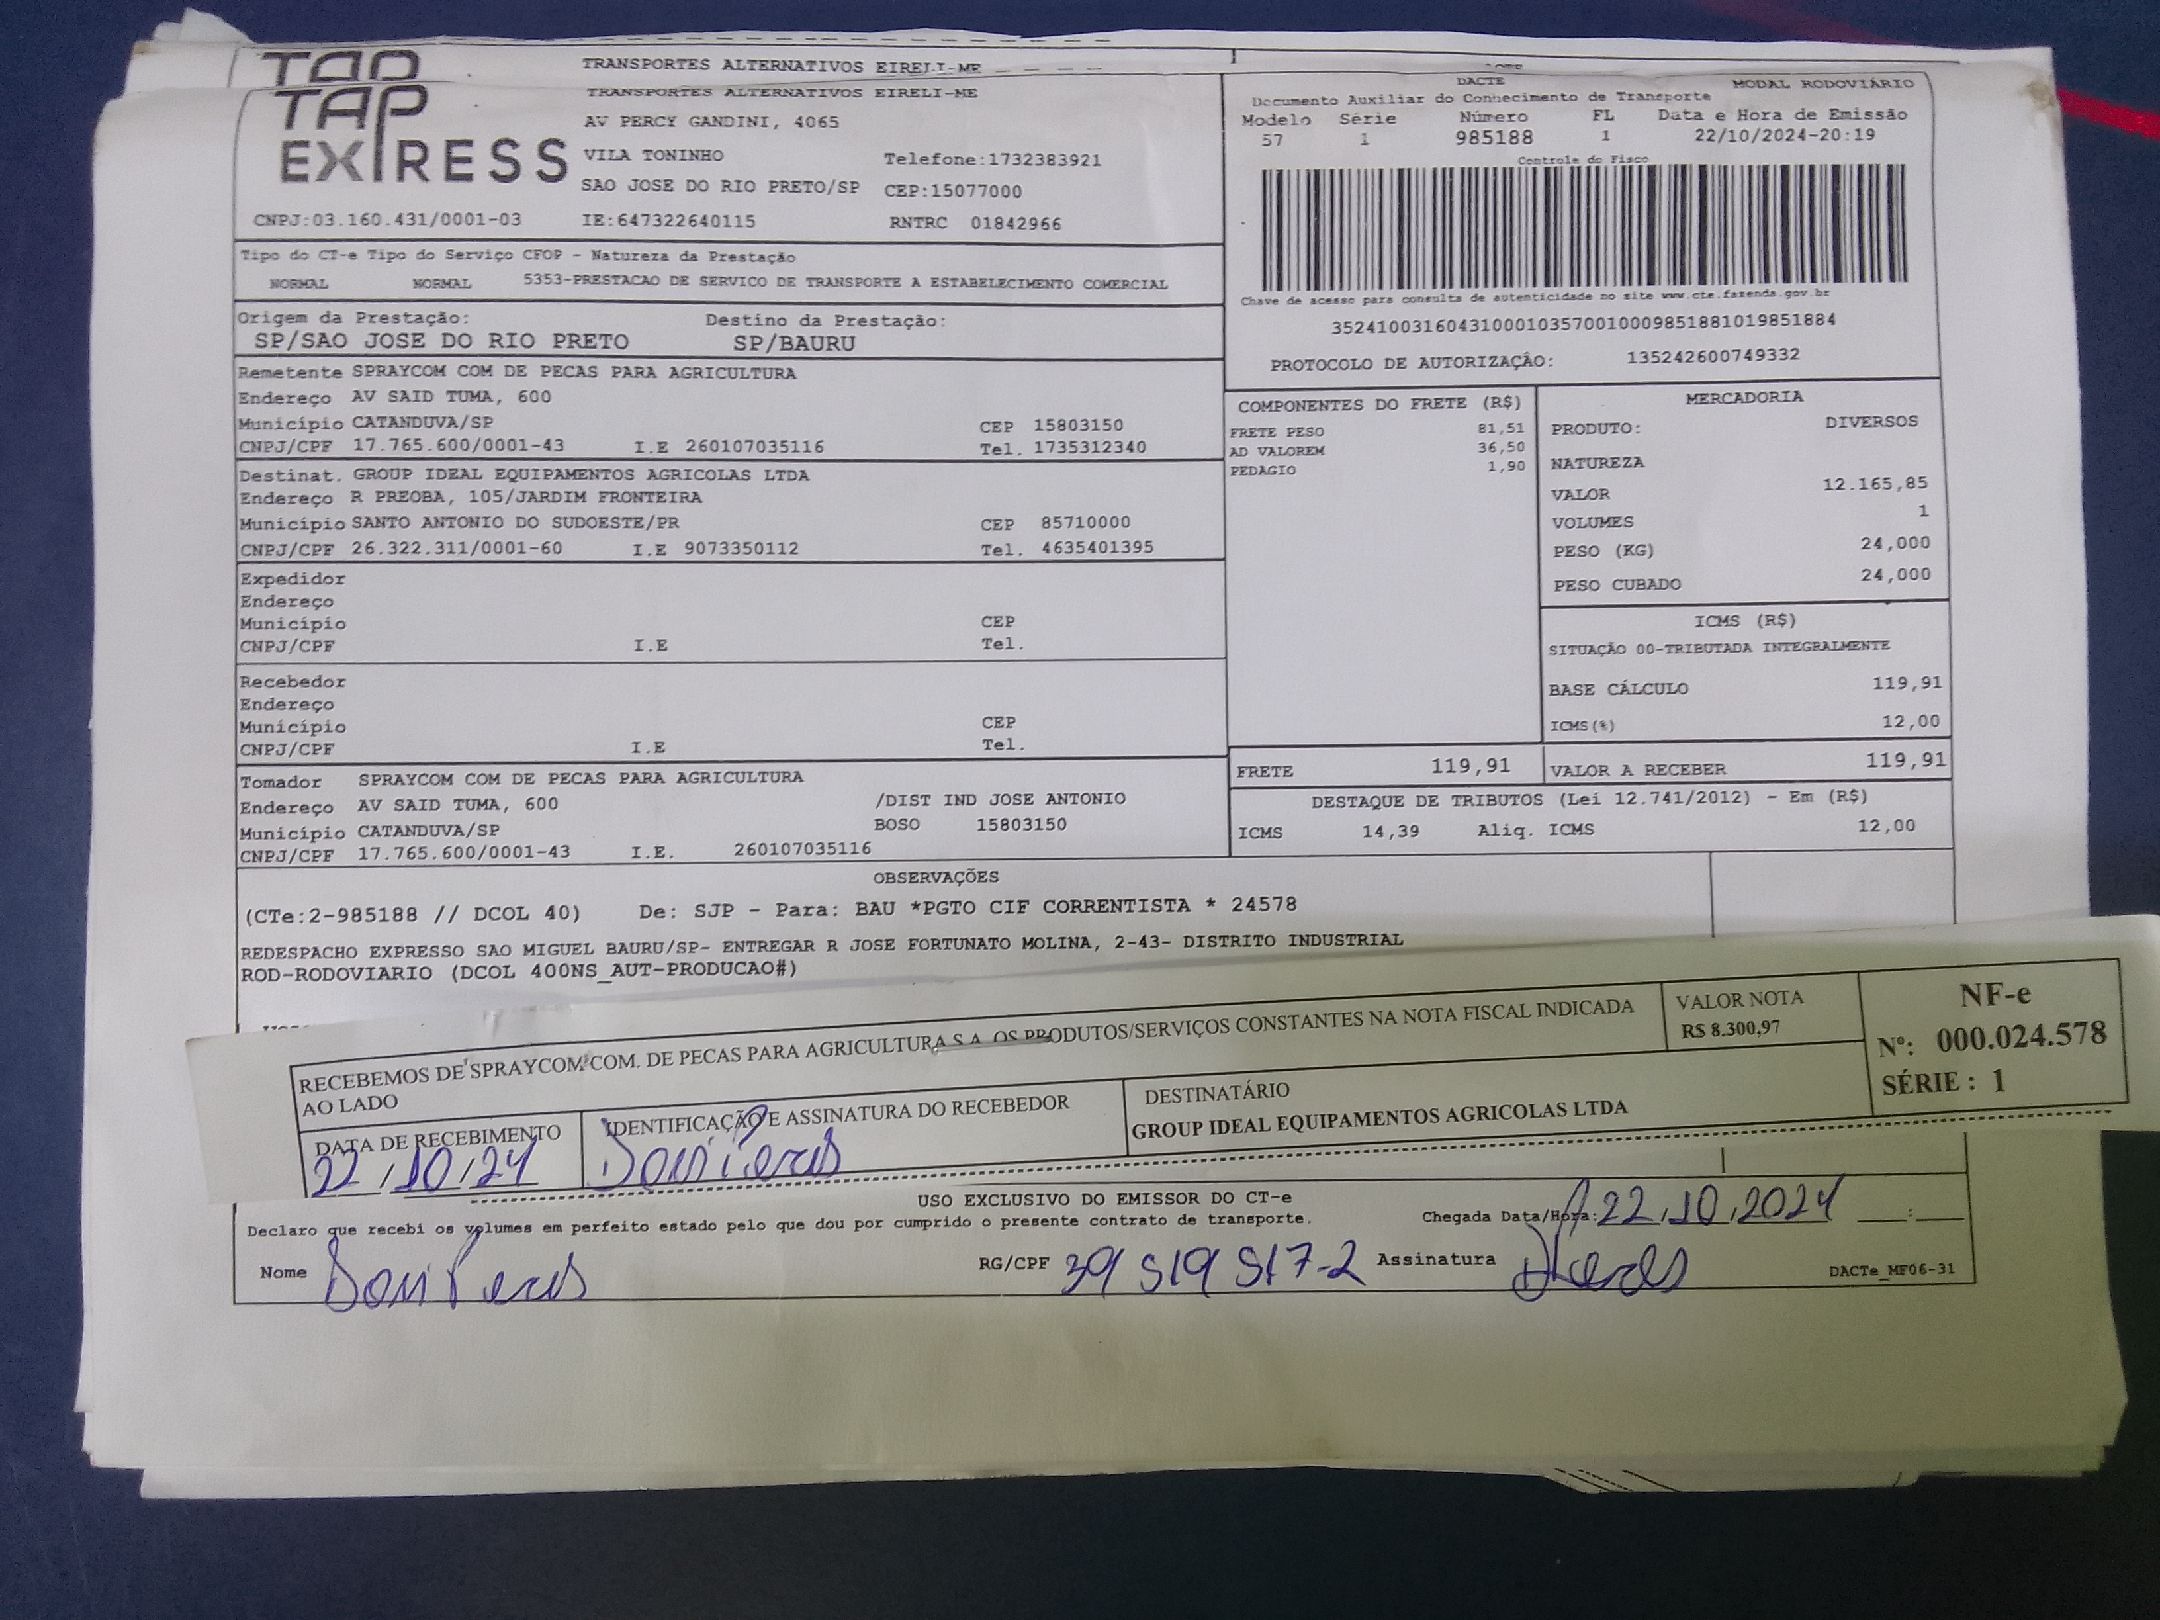 TAP
TRANSPORTES ALTERNATIVOS EIRELI-ME
TAP
EXPRESS
TRANSPORTES ALTERNATIVOS EIRELI-ME
AV PERCY GANDINI, 4065
VILA TONINHO Telefone:1732383921
SAO JOSE DO RIO PRETO/SP CEP:15077000
CNPJ:03.160.431/0001-03 IE:647322640115 RNTRC 01842966
DACTE MODAL RODOVIÁRIO
Documento Auxiliar do Conhecimento de Transporte
Modelo Série Número FL Data e Hora de Emissão
57 1 985188 1 22/10/2024-20:19
Controle do Fisco
Chave de acesso para consulta de autenticidade no site www.cte.fazenda.gov.br
35241003160431000103570010009851881019851884
PROTOCOLO DE AUTORIZAÇÂO: 135242600749332
Tipo do CT-e Tipo do Serviço CFOP - Natureza da Prestação
NORMAL NORMAL 5353-PRESTACAO DE SERVICO DE TRANSPORTE A ESTABELECIMENTO COMERCIAL
Origem da Prestação: Destino da Prestação:
SP/SAO JOSE DO RIO PRETO SP/BAURU
Remetente SPRAYCOM COM DE PECAS PARA AGRICULTURA
Endereço AV SAID TUMA, 600
Município CATANDUVA/SP CEP 15803150
CNPJ/CPF 17.765.600/0001-43 I.E 260107035116 Tel. 1735312340
Destinat. GROUP IDEAL EQUIPAMENTOS AGRICOLAS LTDA
Endereço R PREOBA, 105/JARDIM FRONTEIRA
Município SANTO ANTONIO DO SUDOESTE/PR CEP 85710000
CNPJ/CPF 26.322.311/0001-60 I.E 9073350112 Tel. 4635401395
Expedidor
Endereço
Município CEP
CNPJ/CPF I.E Tel.
Recebedor
Endereço
Município CEP
CNPJ/CPF I.E Tel.
Tomador SPRAYCOM COM DE PECAS PARA AGRICULTURA
Endereço AV SAID TUMA, 600 /DIST IND JOSE ANTONIO
Município CATANDUVA/SP BOSO 15803150
CNPJ/CPF 17.765.600/0001-43 I.E. 260107035116
COMPONENTES DO FRETE (R$)
FRETE PESO 81,51
AD VALOREM 36,50
PEDAGIO 1,90
MERCADORIA
PRODUTO: DIVERSOS
NATUREZA
VALOR 12.165,85
VOLUMES 1
PESO (KG) 24,000
PESO CUBADO 24,000
ICMS (R$)
SITUAÇÃO 00-TRIBUTADA INTEGRALMENTE
BASE CÁLCULO 119,91
ICMS(%) 12,00
FRETE 119,91 VALOR A RECEBER 119,91
DESTAQUE DE TRIBUTOS (Lei 12.741/2012) - Em (R$)
ICMS 14,39 Aliq. ICMS 12,00
OBSERVAÇÕES
(CTe:2-985188 // DCOL 40) De: SJP - Para: BAU *PGTO CIF CORRENTISTA * 24578
REDESPACHO EXPRESSO SAO MIGUEL BAURU/SP- ENTREGAR R JOSE FORTUNATO MOLINA, 2-43- DISTRITO INDUSTRIAL
ROD-RODOVIARIO (DCOL 400NS_AUT-PRODUCAO#)
RECEBEMOS DE SPRAYCOM COM. DE PECAS PARA AGRICULTURA S.A. OS PRODUTOS/SERVIÇOS CONSTANTES NA NOTA FISCAL INDICADA
AO LADO
VALOR NOTA
R$ 8.300,97
NF-e
Nº: 000.024.578
SÉRIE : 1
DATA DE RECEBIMENTO
22/10/24
IDENTIFICAÇÃO E ASSINATURA DO RECEBEDOR
DESTINATÁRIO
GROUP IDEAL EQUIPAMENTOS AGRICOLAS LTDA
USO EXCLUSIVO DO EMISSOR DO CT-e
Declaro que recebi os volumes em perfeito estado pelo que dou por cumprido o presente contrato de transporte.
Chegada Data/Hora: 22/10/2024 :
Nome RG/CPF 39 519 517-2 Assinatura
DACTe_MF06-31